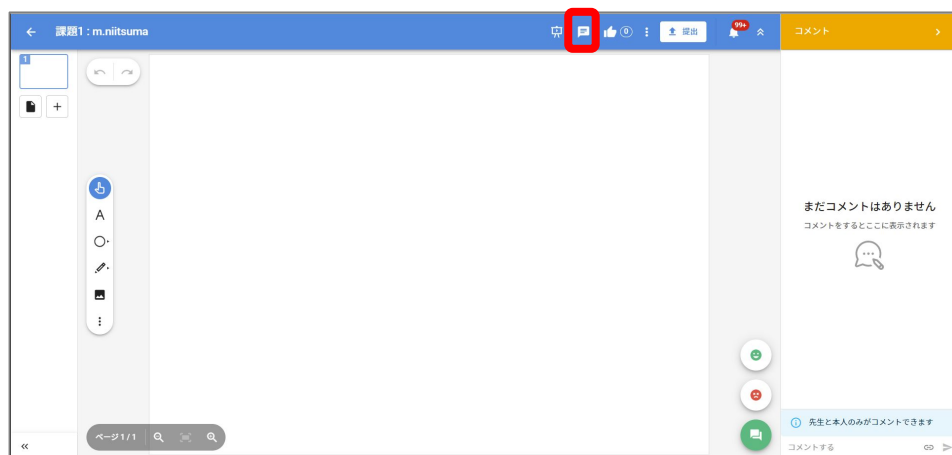 課題1 : m.niitsuma
0
提出
99+
コメント
1
A
まだコメントはありません
コメントをするとここに表示されます
先生と本人のみがコメントできます
ページ 1 / 1
コメントする